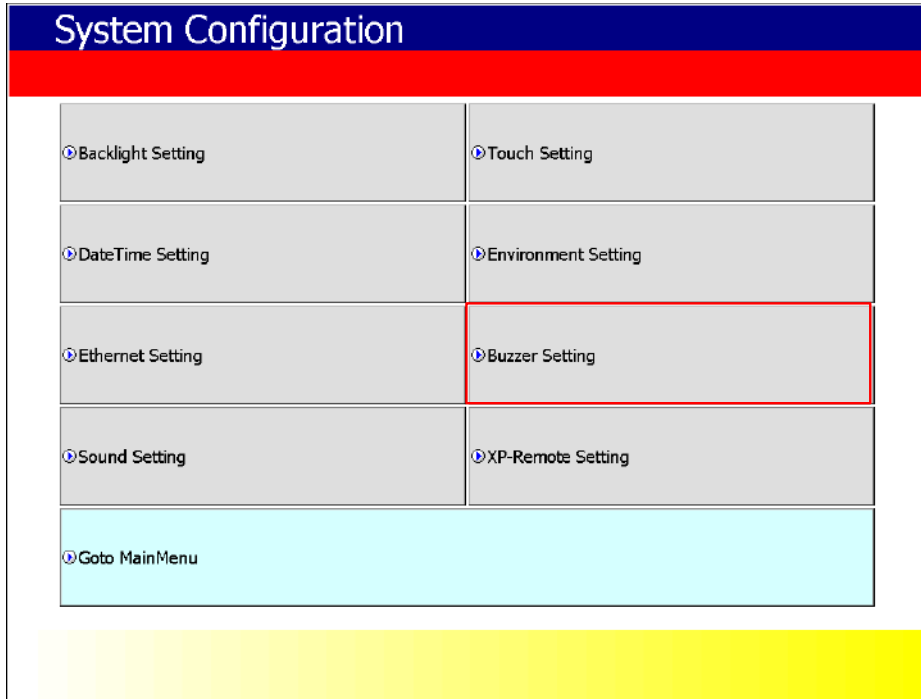 System Configuration
Backlight Setting
Touch Setting
DateTime Setting
Environment Setting
Ethernet Setting
Buzzer Setting
Sound Setting
XP-Remote Setting
Goto MainMenu